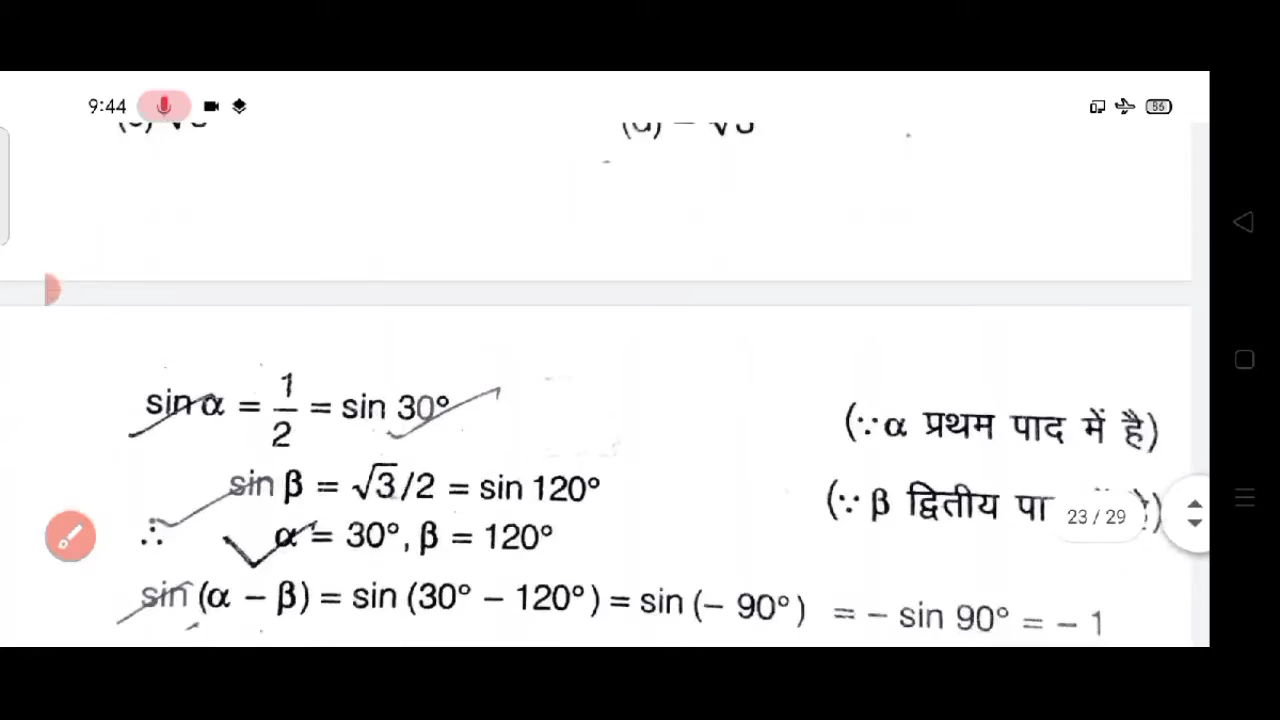 9:44
86
sin α = 1/2 = sin 30°
(∵ α प्रथम पाद में है)
sin β = √3/2 = sin 120°
(∵ β द्वितीय पा
23 / 29
∴ α = 30°, β = 120°
sin (α − β) = sin (30° − 120°) = sin (− 90°) = − sin 90° = − 1